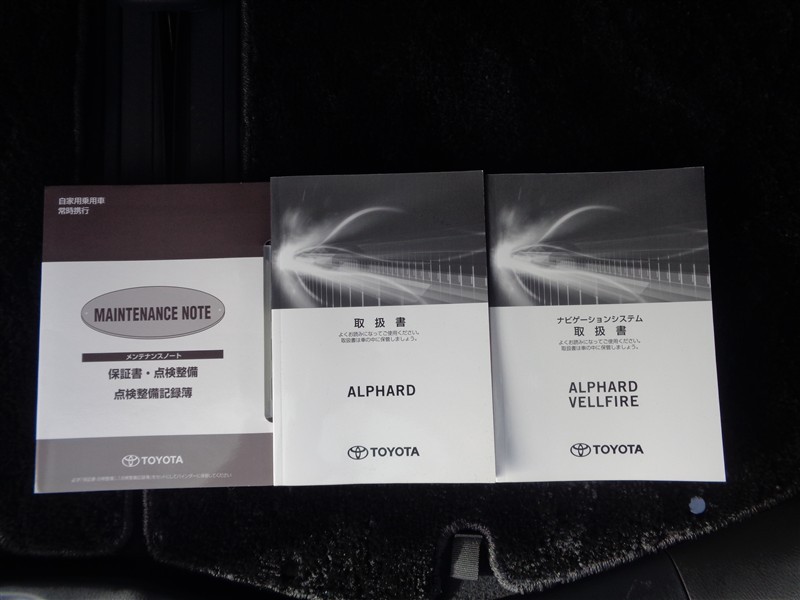 自家用乗用車
常時携行
MAINTENANCE NOTE
メンテナンスノート
保証書・点検整備
点検整備記録簿
TOYOTA
取扱書
よくお読みになってご使用ください。
取扱書は車の中に保管しましょう。
ALPHARD
TOYOTA
ナビゲーションシステム
取扱書
よくお読みになってご使用ください。
取扱書は車の中に保管しましょう。
ALPHARD
VELLFIRE
TOYOTA